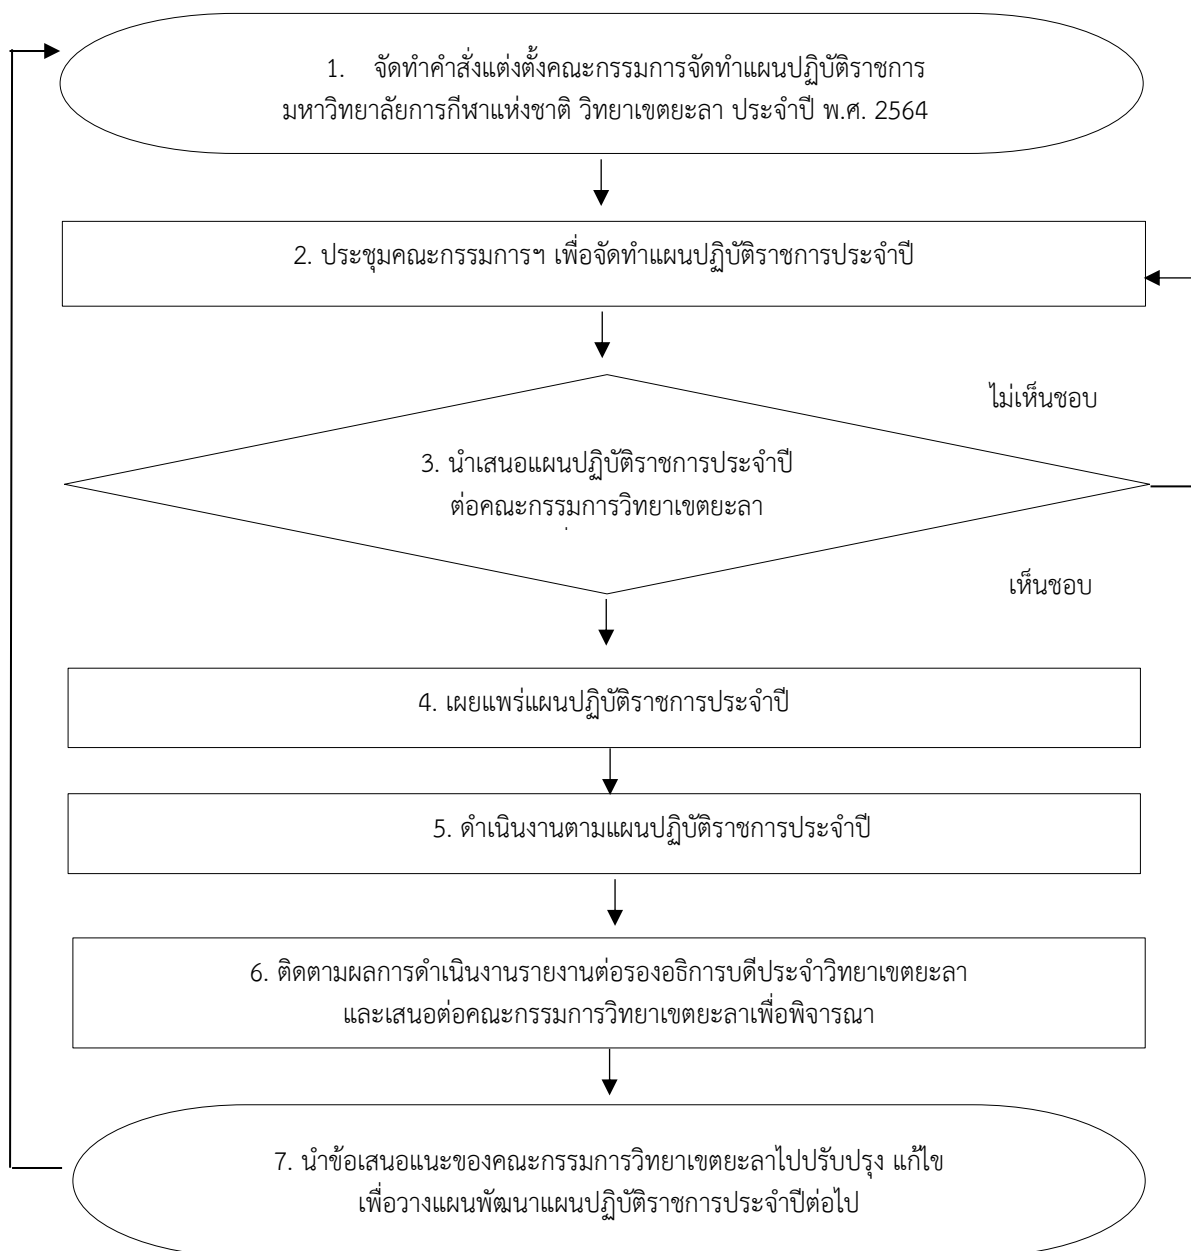 1. จัดทำคำสั่งแต่งตั้งคณะกรรมการจัดทำแผนปฏิบัติราชการ
มหาวิทยาลัยการกีฬาแห่งชาติ วิทยาเขตยะลา ประจำปี พ.ศ. 2564
2. ประชุมคณะกรรมการฯ เพื่อจัดทำแผนปฏิบัติราชการประจำปี
ไม่เห็นชอบ
3. นำเสนอแผนปฏิบัติราชการประจำปี
ต่อคณะกรรมการวิทยาเขตยะลา
เห็นชอบ
4. เผยแพร่แผนปฏิบัติราชการประจำปี
5. ดำเนินงานตามแผนปฏิบัติราชการประจำปี
6. ติดตามผลการดำเนินงานรายงานต่อรองอธิการบดีประจำวิทยาเขตยะลา
และเสนอต่อคณะกรรมการวิทยาเขตยะลาเพื่อพิจารณา
7. นำข้อเสนอแนะของคณะกรรมการวิทยาเขตยะลาไปปรับปรุง แก้ไข
เพื่อวางแผนพัฒนาแผนปฏิบัติราชการประจำปีต่อไป